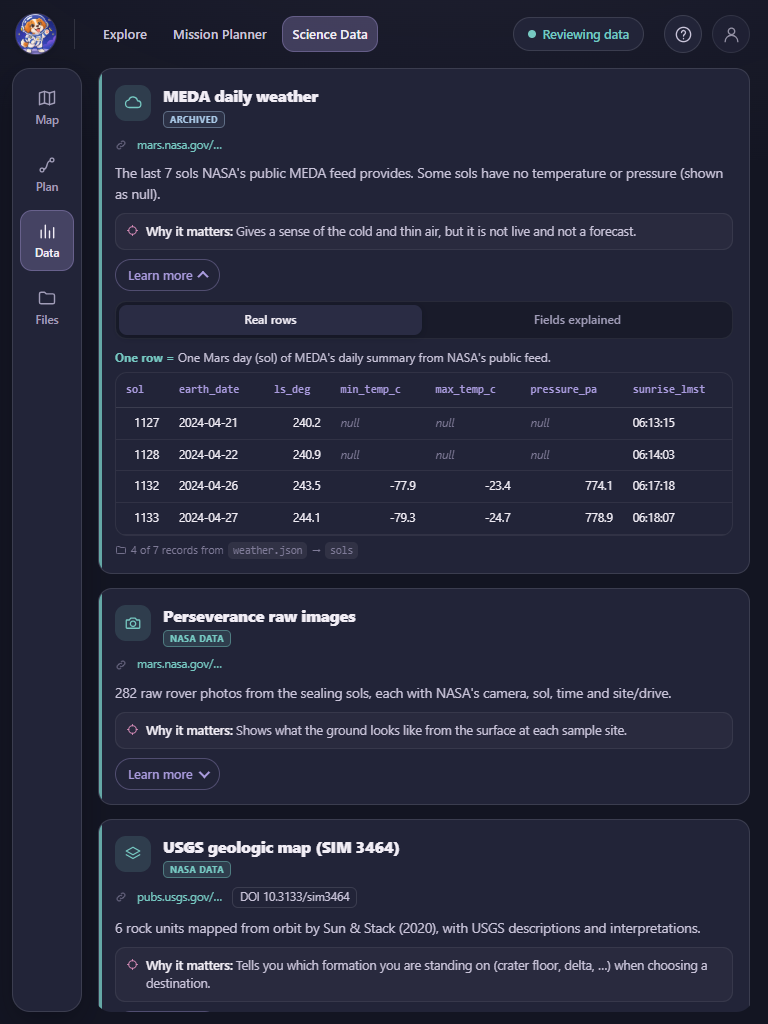 Explore
Mission Planner
Science Data
Reviewing data
Map
Plan
Data
Files
MEDA daily weather
ARCHIVED
mars.nasa.gov/...
The last 7 sols NASA's public MEDA feed provides. Some sols have no temperature or pressure (shown
as null).
Why it matters: Gives a sense of the cold and thin air, but it is not live and not a forecast.
Learn more
Real rows
Fields explained
One row = One Mars day (sol) of MEDA's daily summary from NASA's public feed.
sol earth_date ls_deg min_temp_c max_temp_c pressure_pa sunrise_lmst
1127 2024-04-21 240.2 null null null 06:13:15
1128 2024-04-22 240.9 null null null 06:14:03
1132 2024-04-26 243.5 -77.9 -23.4 774.1 06:17:18
1133 2024-04-27 244.1 -79.3 -24.7 778.9 06:18:07
4 of 7 records from weather.json → sols
Perseverance raw images
NASA DATA
mars.nasa.gov/...
282 raw rover photos from the sealing sols, each with NASA's camera, sol, time and site/drive.
Why it matters: Shows what the ground looks like from the surface at each sample site.
Learn more
USGS geologic map (SIM 3464)
NASA DATA
pubs.usgs.gov/... DOI 10.3133/sim3464
6 rock units mapped from orbit by Sun & Stack (2020), with USGS descriptions and interpretations.
Why it matters: Tells you which formation you are standing on (crater floor, delta, …) when choosing a
destination.